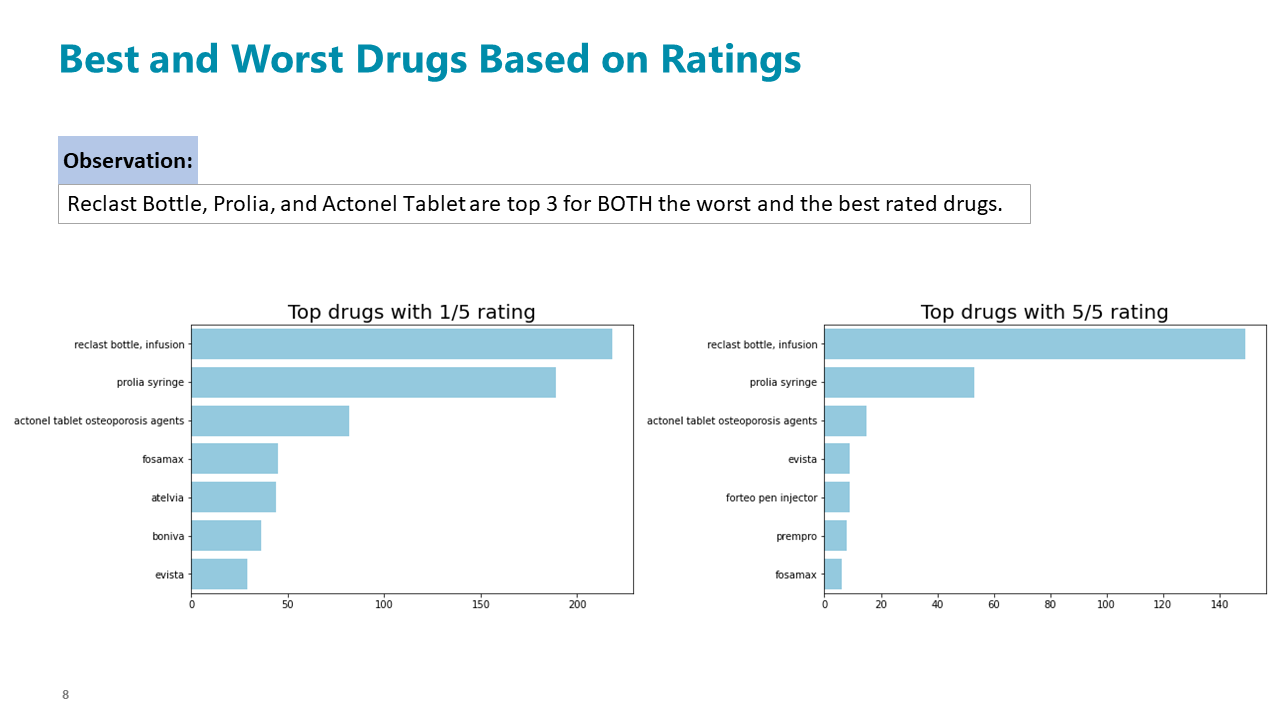 Best and Worst Drugs Based on Ratings
Observation:
Reclast Bottle, Prolia, and Actonel Tablet are top 3 for BOTH the worst and the best rated drugs.
Top drugs with 1/5 rating
reclast bottle, infusion
prolia syringe
actonel tablet osteoporosis agents
fosamax
atelvia
boniva
evista
0 50 100 150 200
Top drugs with 5/5 rating
reclast bottle, infusion
prolia syringe
actonel tablet osteoporosis agents
evista
forteo pen injector
prempro
fosamax
0 20 40 60 80 100 120 140
8